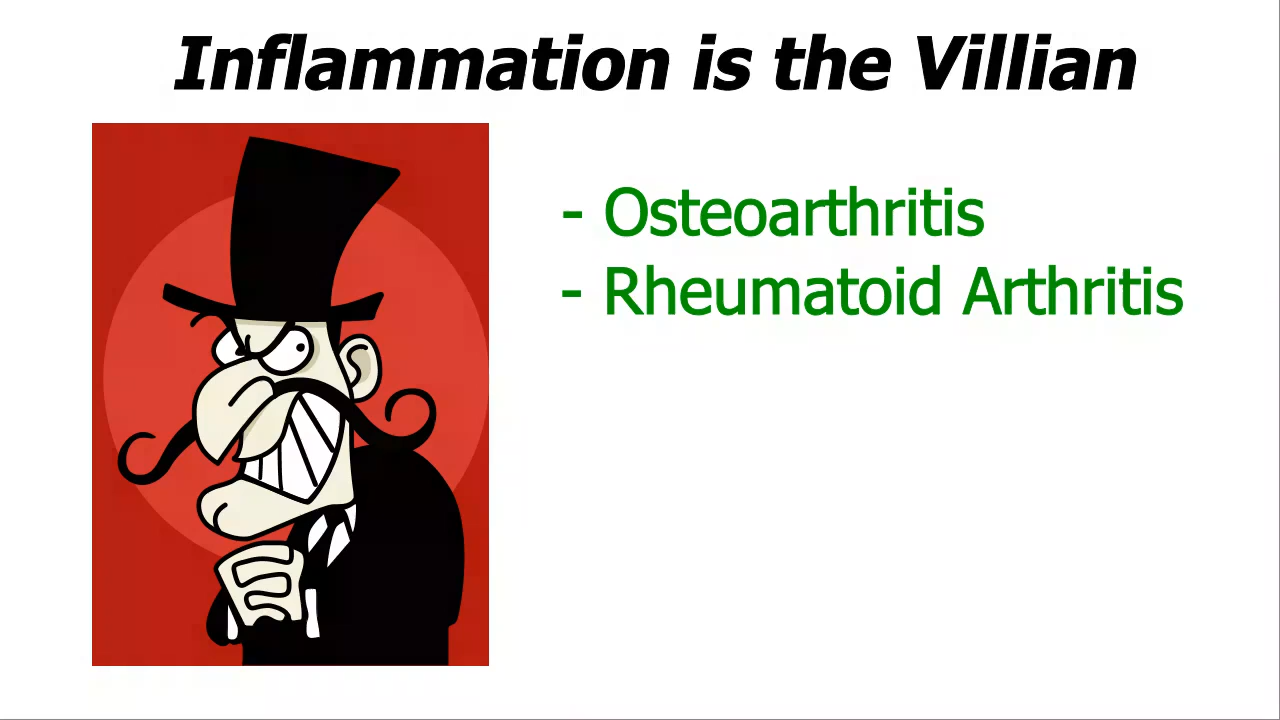 Inflammation is the Villian
- Osteoarthritis
- Rheumatoid Arthritis